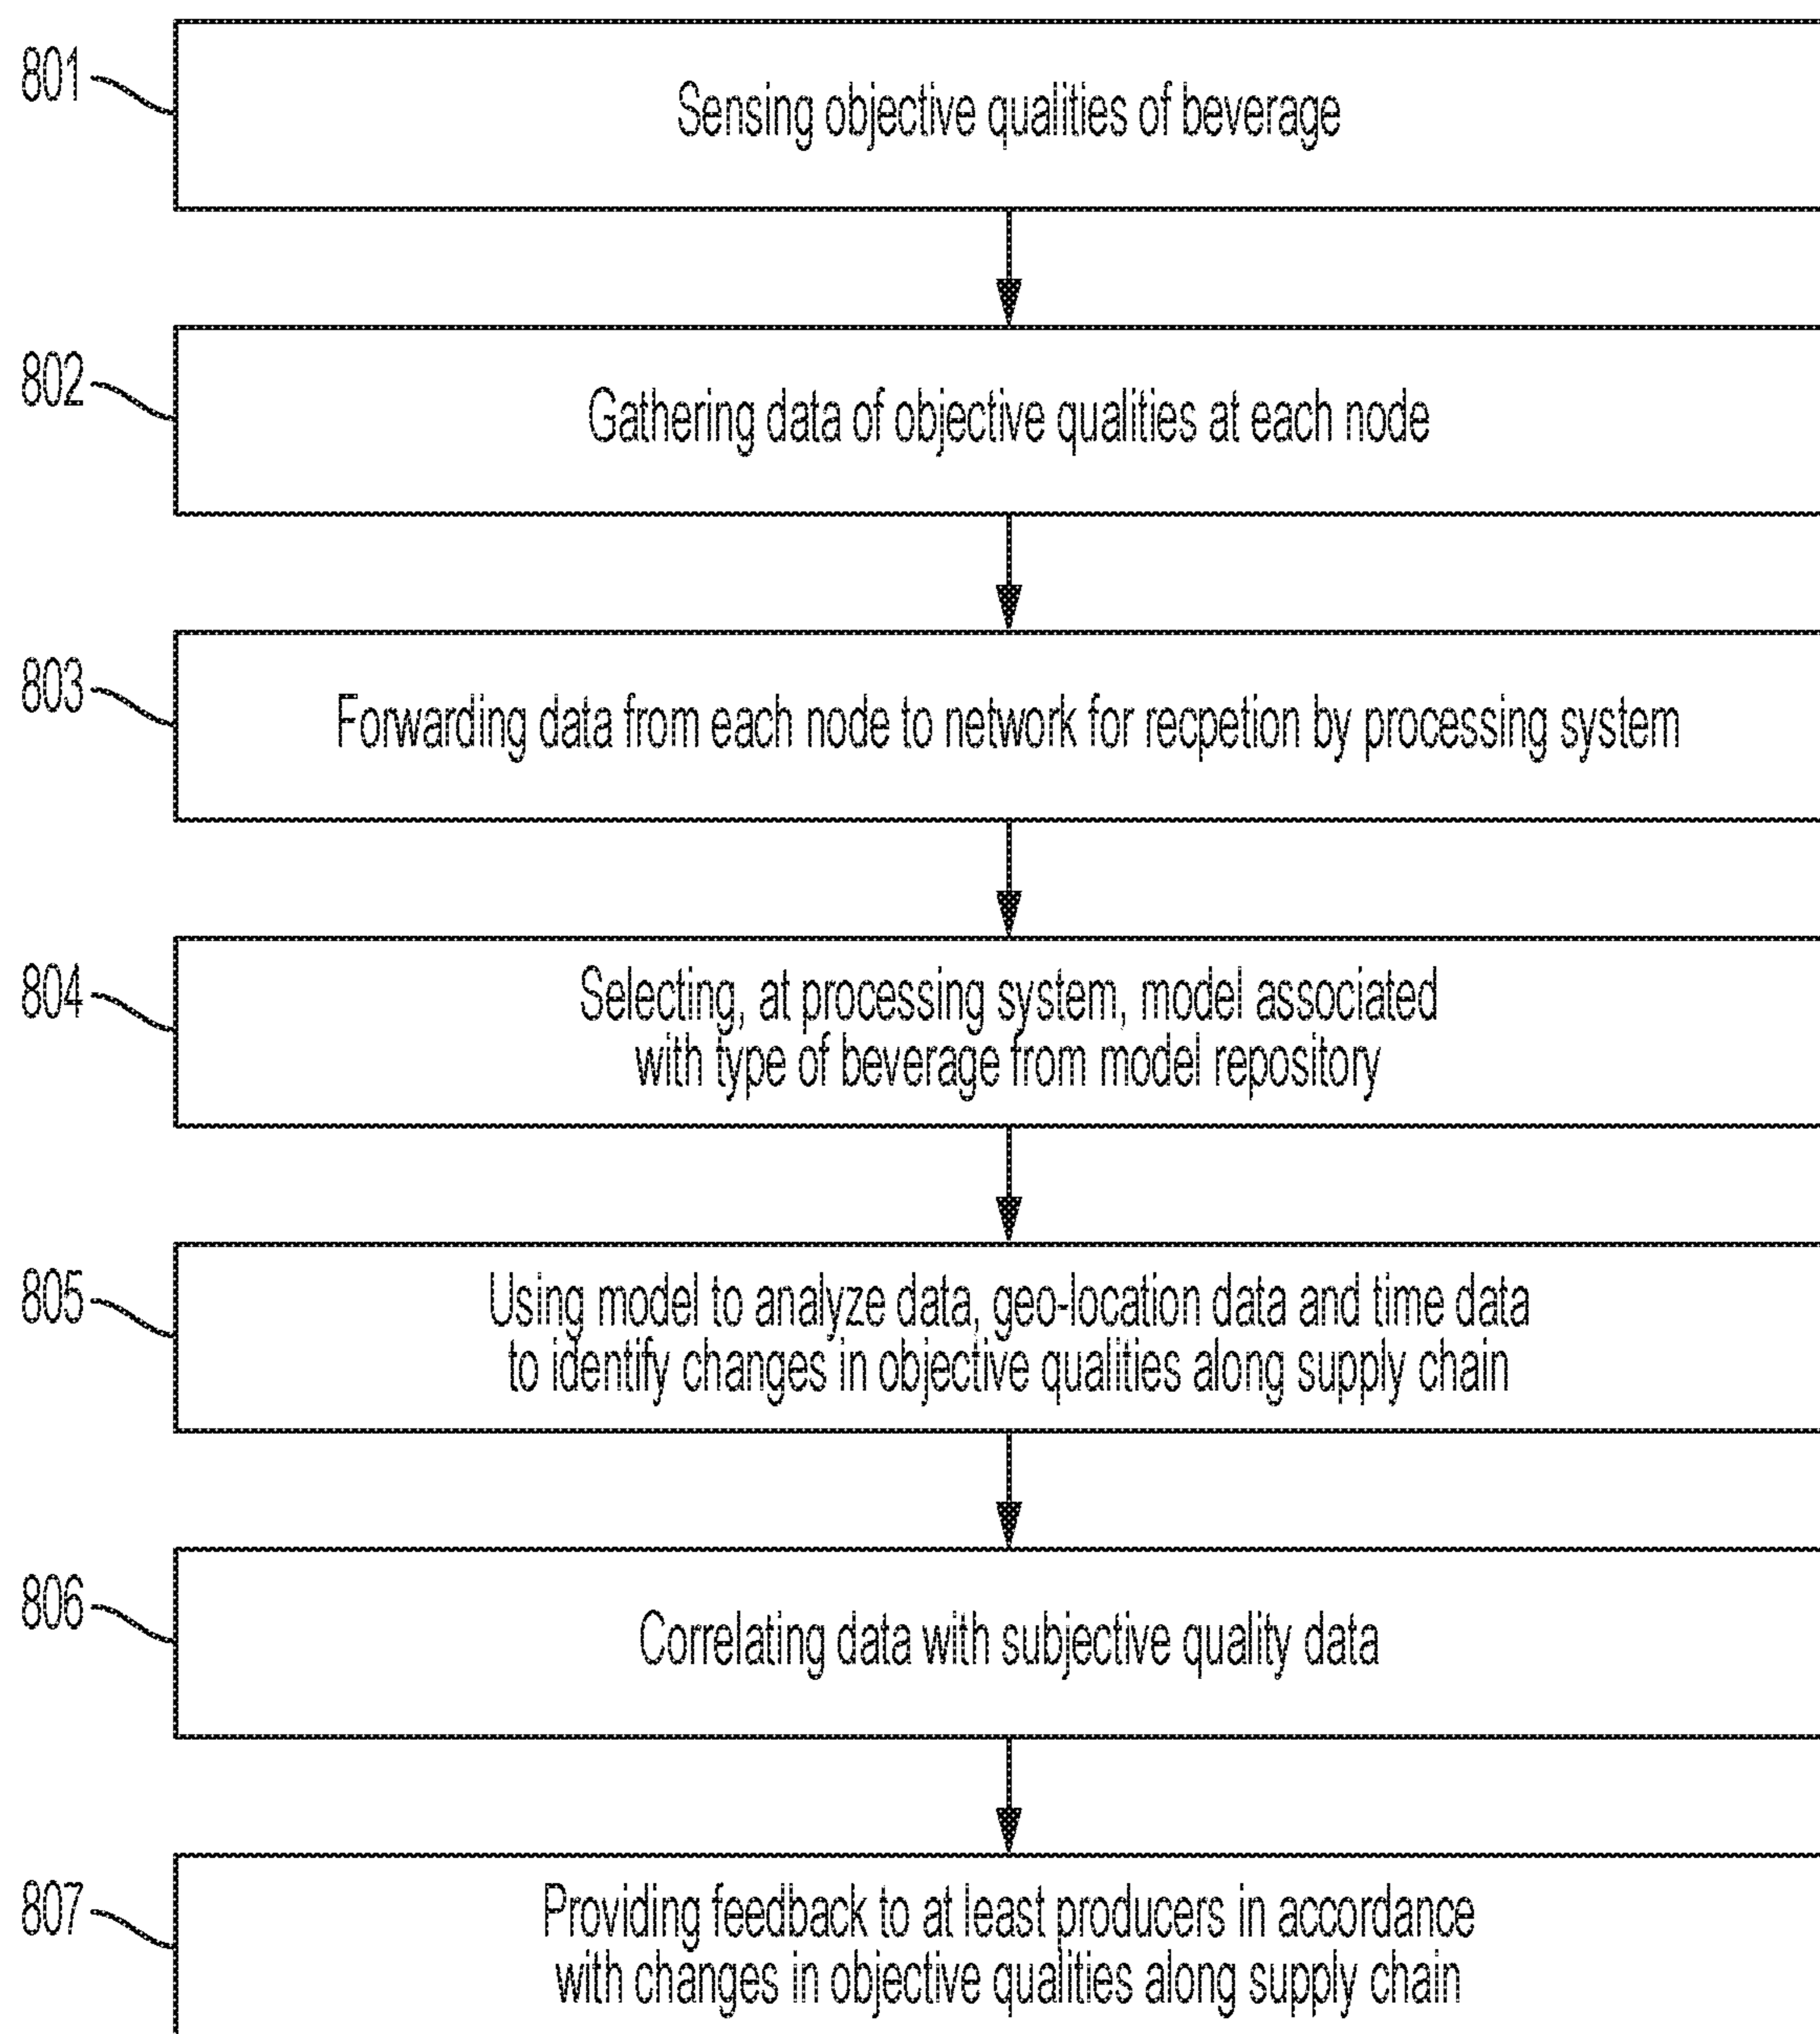 801
Sensing objective qualities of beverage
802
Gathering data of objective qualities at each node
803
Forwarding data from each node to network for recpetion by processing system
804
Selecting, at processing system, model associated
with type of beverage from model repository
805
Using model to analyze data, geo-location data and time data
to identify changes in objective qualities along supply chain
806
Correlating data with subjective quality data
807
Providing feedback to at least producers in accordance
with changes in objective qualities along supply chain